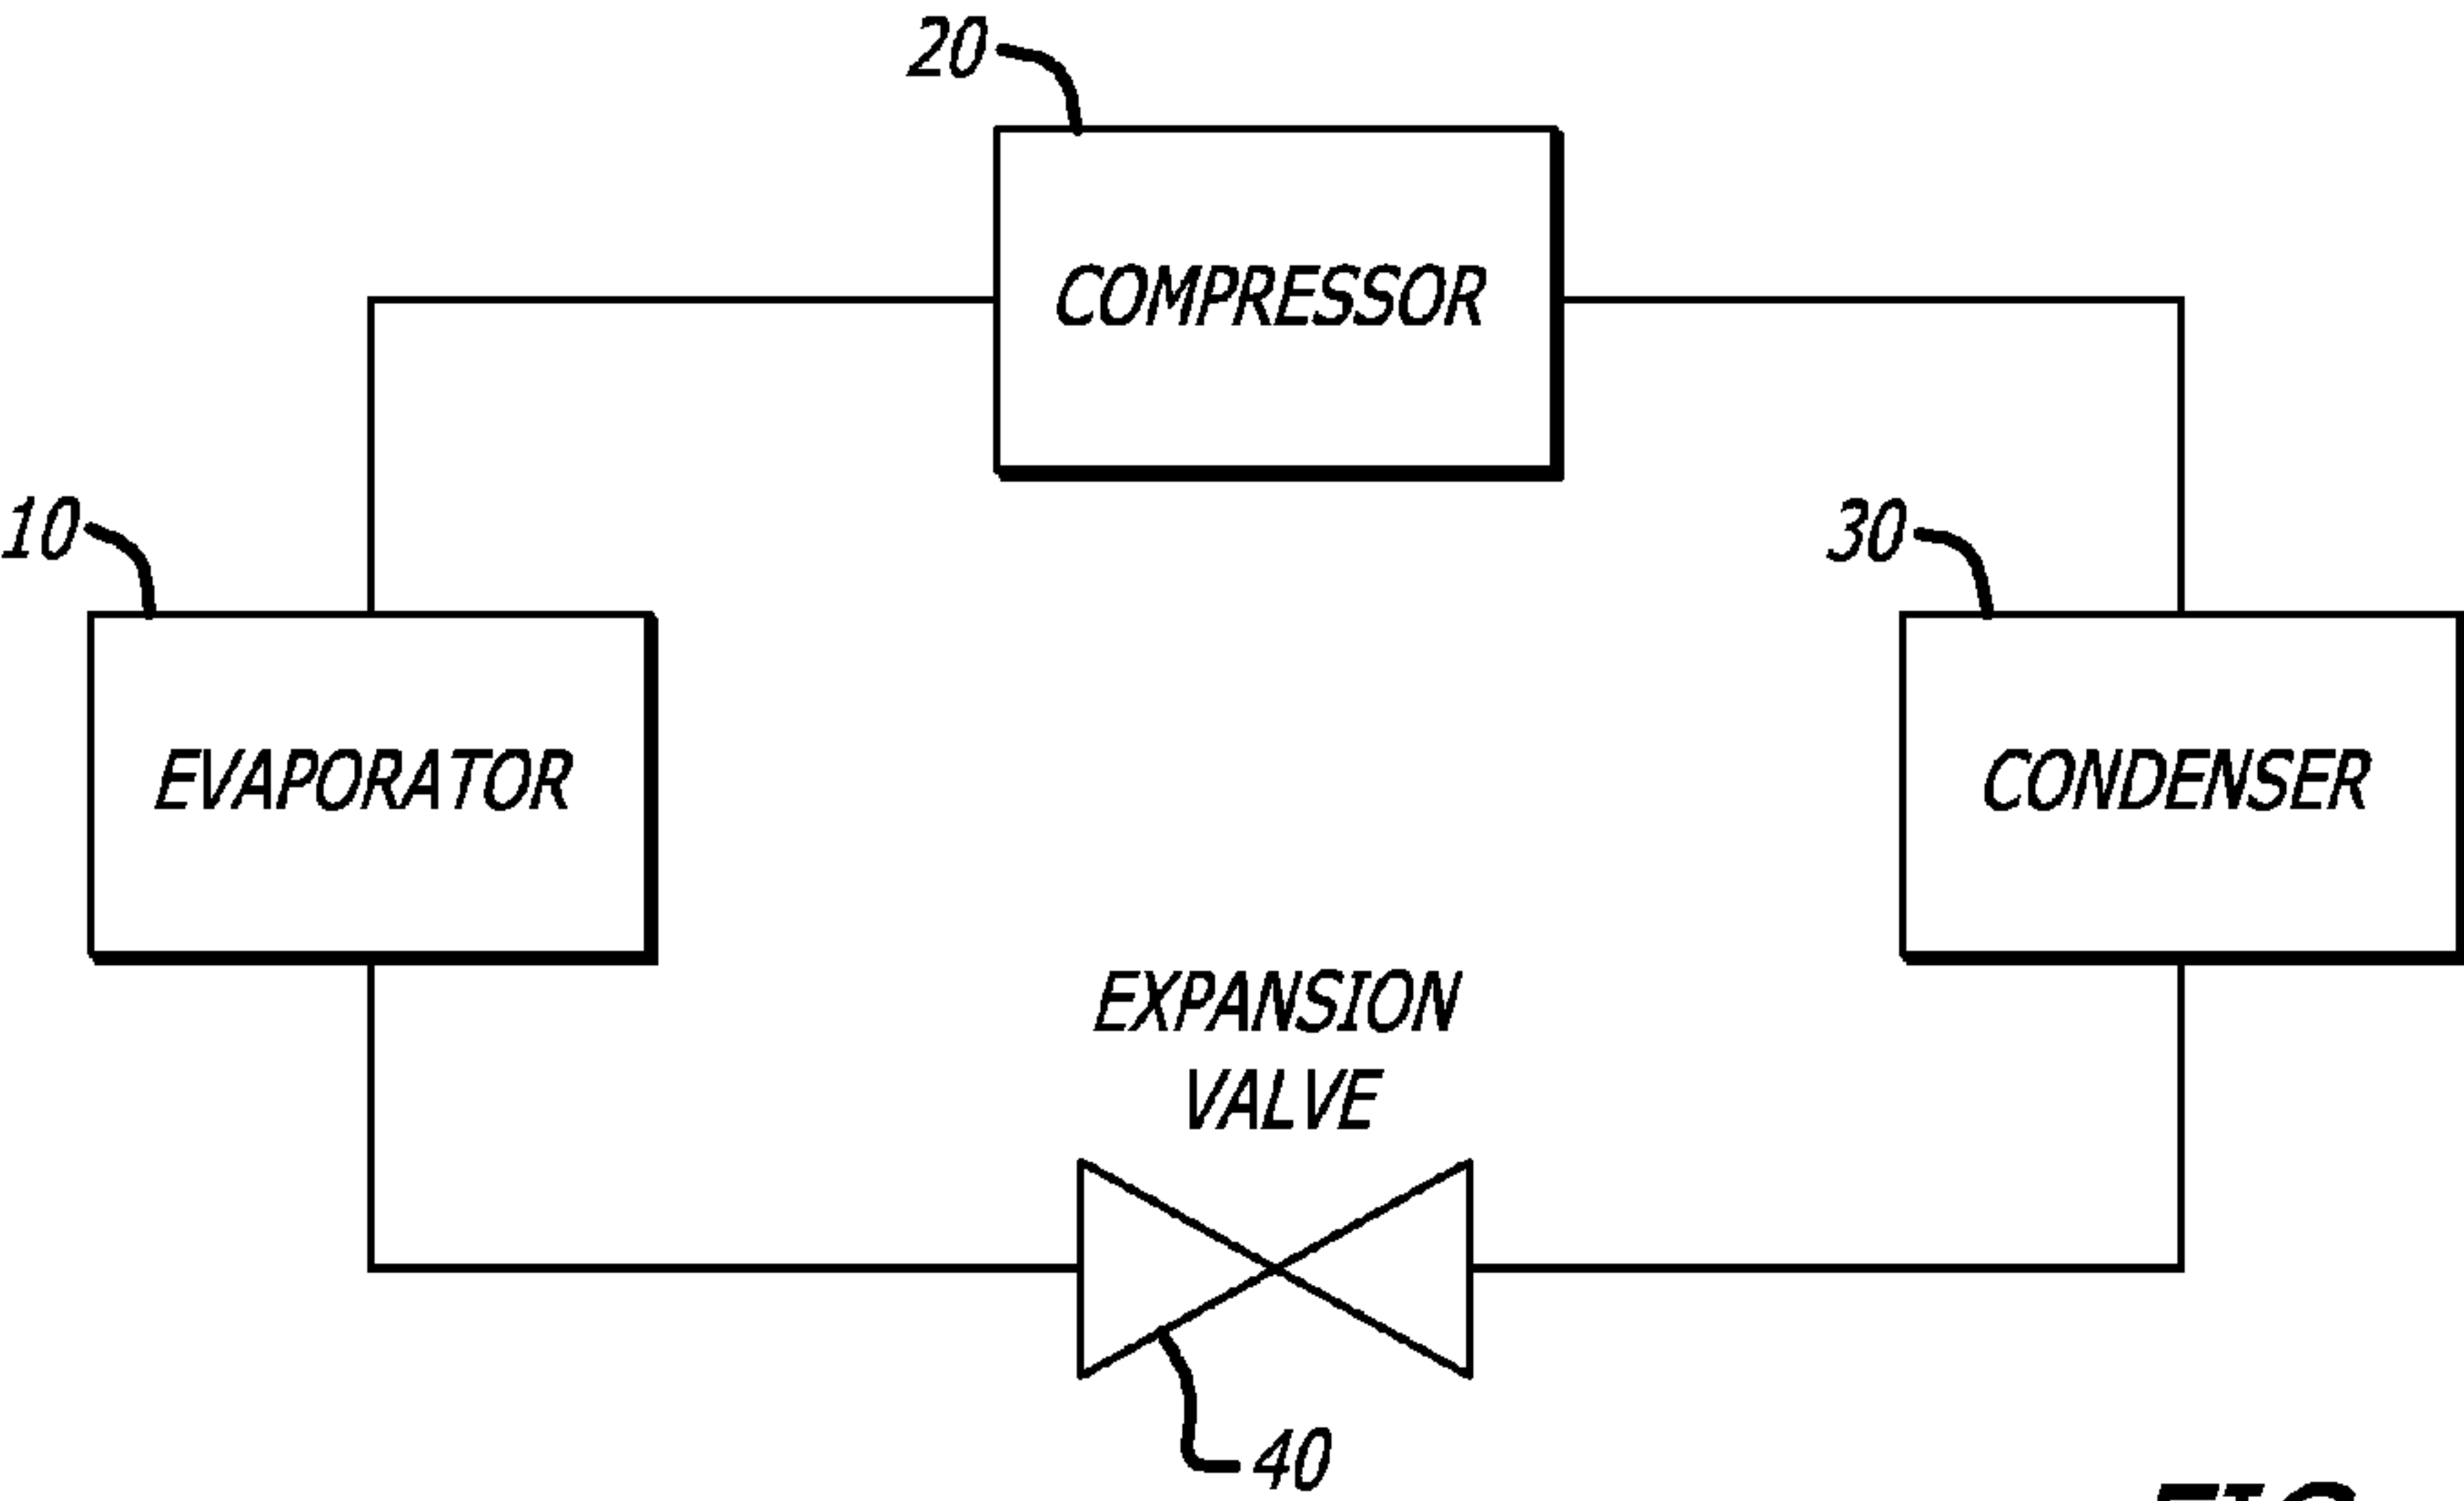 20
COMPRESSOR
10
30
EVAPORATOR
CONDENSER
EXPANSION
VALVE
40